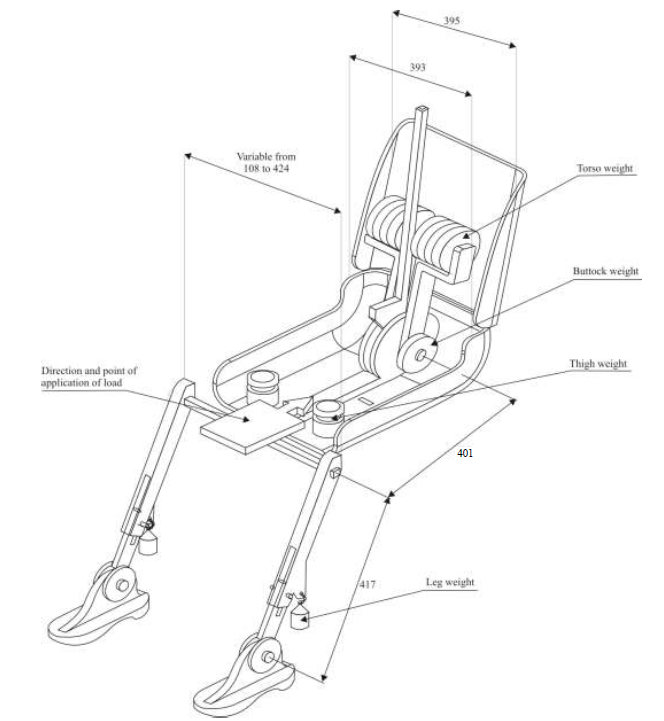 395
393
Variable from
108 to 424
Torso weight
Buttock weight
Direction and point of
application of load
Thigh weight
401
417
Leg weight